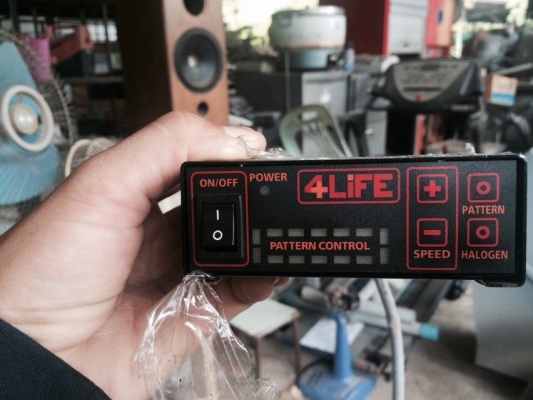 ON/OFF
POWER
4LiFE
PATTERN CONTROL
+
-
SPEED
PATTERN
HALOGEN
I
O